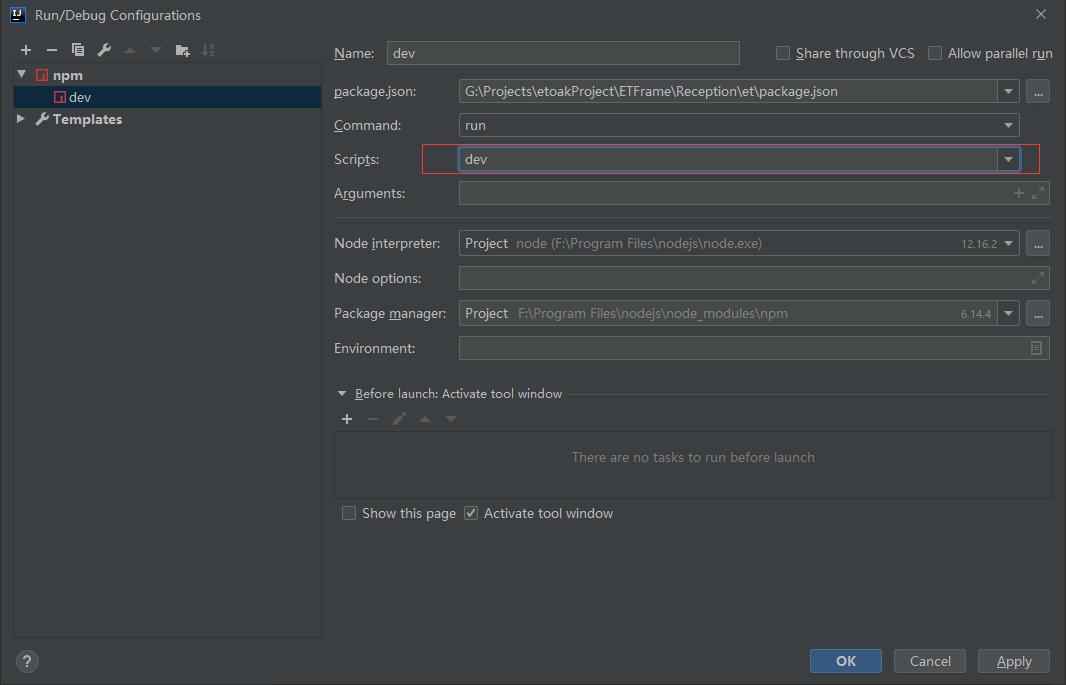 Run/Debug Configurations
npm
dev
Templates
Name: dev Share through VCS Allow parallel run
package.json: G:\Projects\etoakProject\ETFrame\Reception\et\package.json ...
Command: run
Scripts: dev
Arguments:
Node interpreter: Project node (F:\Program Files\nodejs\node.exe) 12.16.2 ...
Node options:
Package manager: Project F:\Program Files\nodejs\node_modules\npm 6.14.4 ...
Environment:
Before launch: Activate tool window
There are no tasks to run before launch
Show this page Activate tool window
? OK Cancel Apply